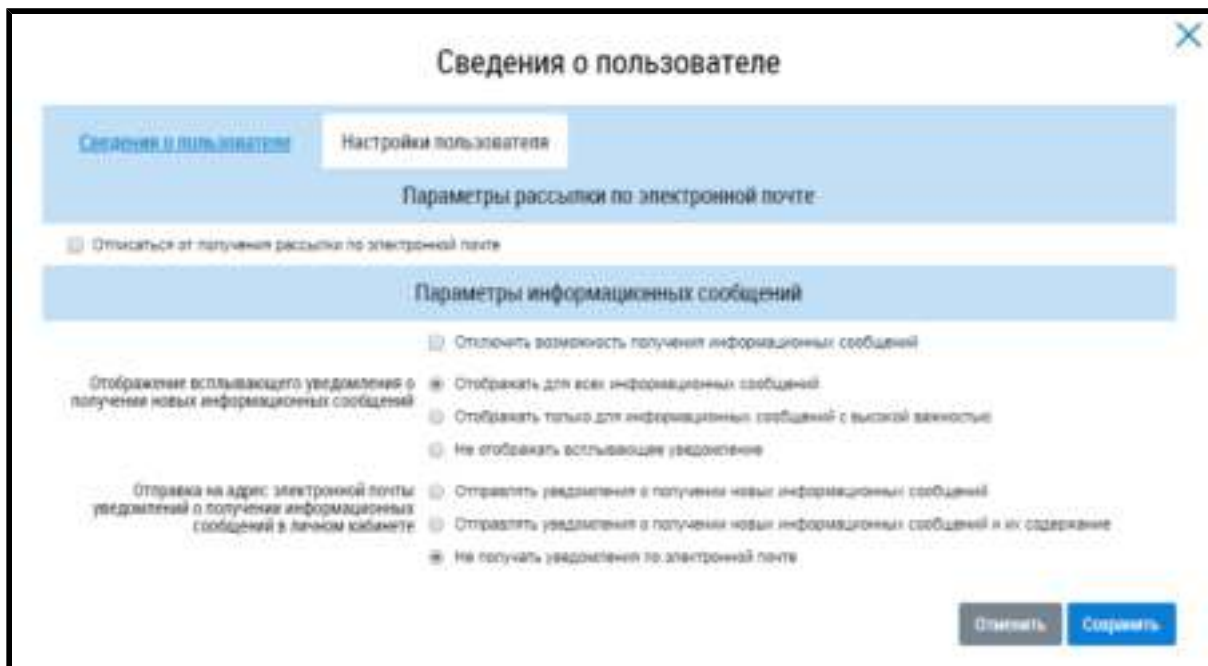 Сведения о пользователе
Сведения о пользователе
Настройки пользователя
Параметры рассылки по электронной почте
Отписаться от получения рассылки по электронной почте
Параметры информационных сообщений
Отключить возможность получения информационных сообщений
Отображение всплывающего уведомления о
получении новых информационных сообщений
Отображать для всех информационных сообщений
Отображать только для информационных сообщений с высокой важностью
Не отображать всплывающее уведомление
Отправка на адрес электронной почты
уведомлений о получении информационных
сообщений в личном кабинете
Отправлять уведомления о получении новых информационных сообщений
Отправлять уведомления о получении новых информационных сообщений и их содержание
Не получать уведомления по электронной почте
Отменить
Сохранить